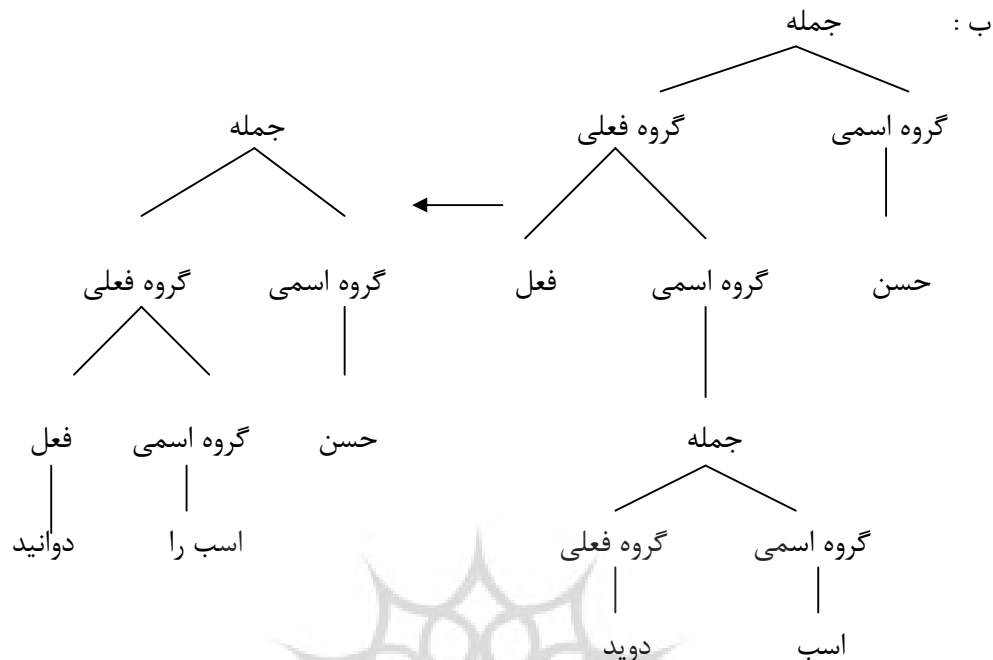 ب : جمله
گروه اسمی گروه فعلی جمله
حسن گروه اسمی فعل گروه اسمی گروه فعلی
جمله حسن گروه اسمی فعل
گروه اسمی گروه فعلی اسب را دوانید
اسب دوید